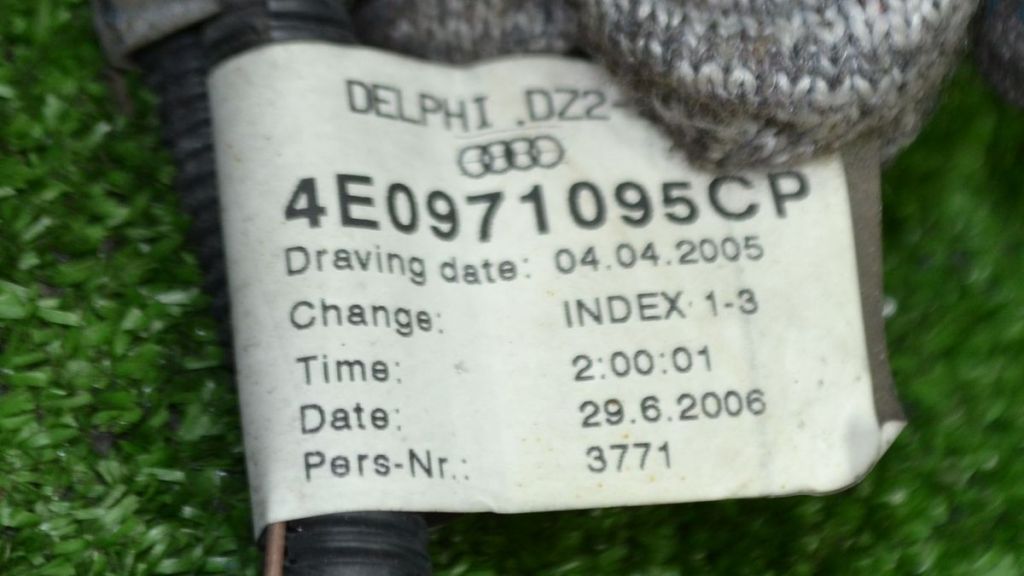 DELPHI .DZ2-
4E0971095CP
Draving date: 04.04.2005
Change: INDEX 1-3
Time: 2:00:01
Date: 29.6.2006
Pers-Nr.: 3771